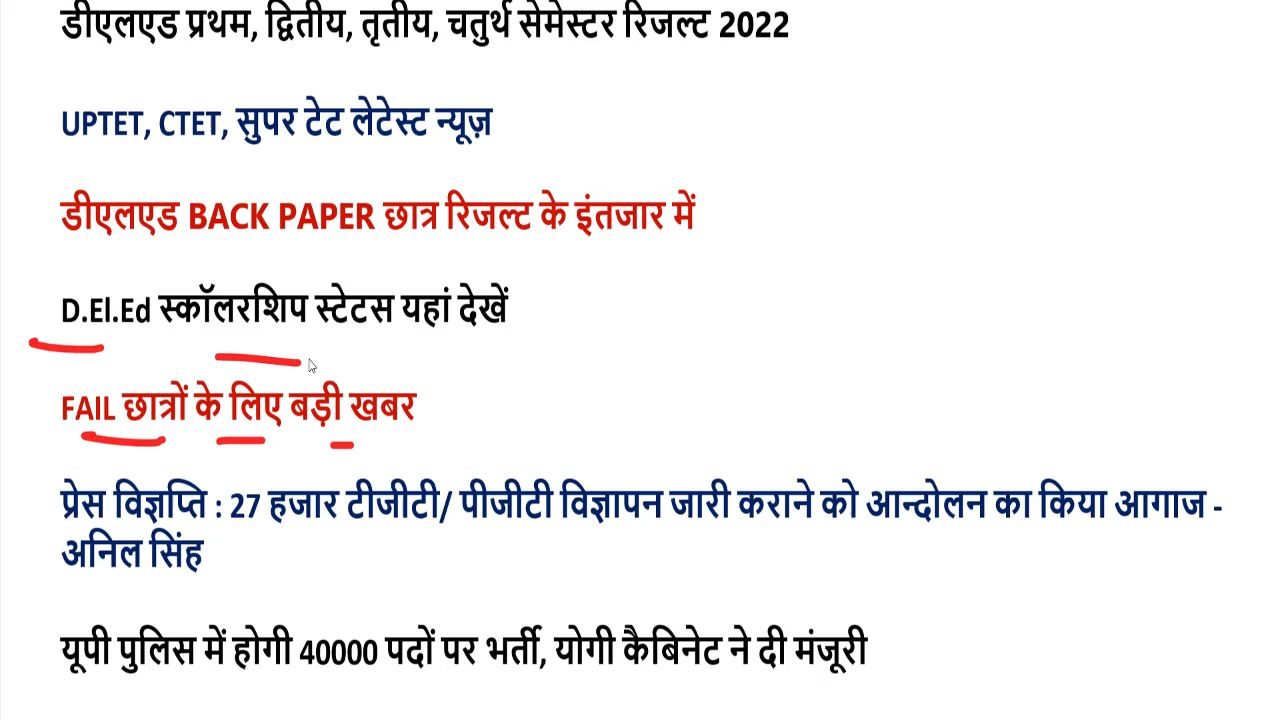 डीएलएड प्रथम, द्वितीय, तृतीय, चतुर्थ सेमेस्टर रिजल्ट 2022
UPTET, CTET, सुपर टेट लेटेस्ट न्यूज़
डीएलएड BACK PAPER छात्र रिजल्ट के इंतजार में
D.El.Ed स्कॉलरशिप स्टेटस यहां देखें
FAIL छात्रों के लिए बड़ी खबर
प्रेस विज्ञप्ति : 27 हजार टीजीटी/ पीजीटी विज्ञापन जारी कराने को आन्दोलन का किया आगाज -
अनिल सिंह
यूपी पुलिस में होगी 40000 पदों पर भर्ती, योगी कैबिनेट ने दी मंजूरी